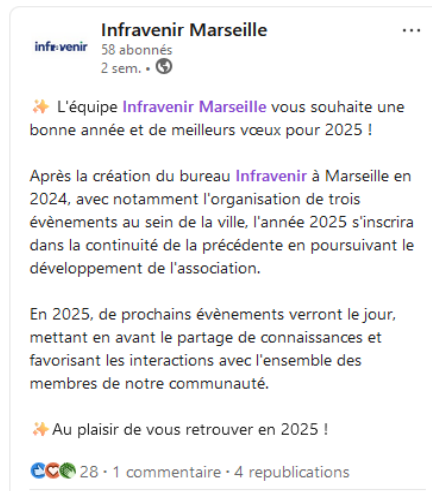 infravenir
Infravenir Marseille
...
58 abonnés
2 sem. •
✨ L'équipe Infravenir Marseille vous souhaite une
bonne année et de meilleurs vœux pour 2025 !
Après la création du bureau Infravenir à Marseille en
2024, avec notamment l'organisation de trois
évènements au sein de la ville, l'année 2025 s'inscrira
dans la continuité de la précédente en poursuivant le
développement de l'association.
En 2025, de prochains évènements verront le jour,
mettant en avant le partage de connaissances et
favorisant les interactions avec l'ensemble des
membres de notre communauté.
✨ Au plaisir de vous retrouver en 2025 !
28 · 1 commentaire · 4 republications